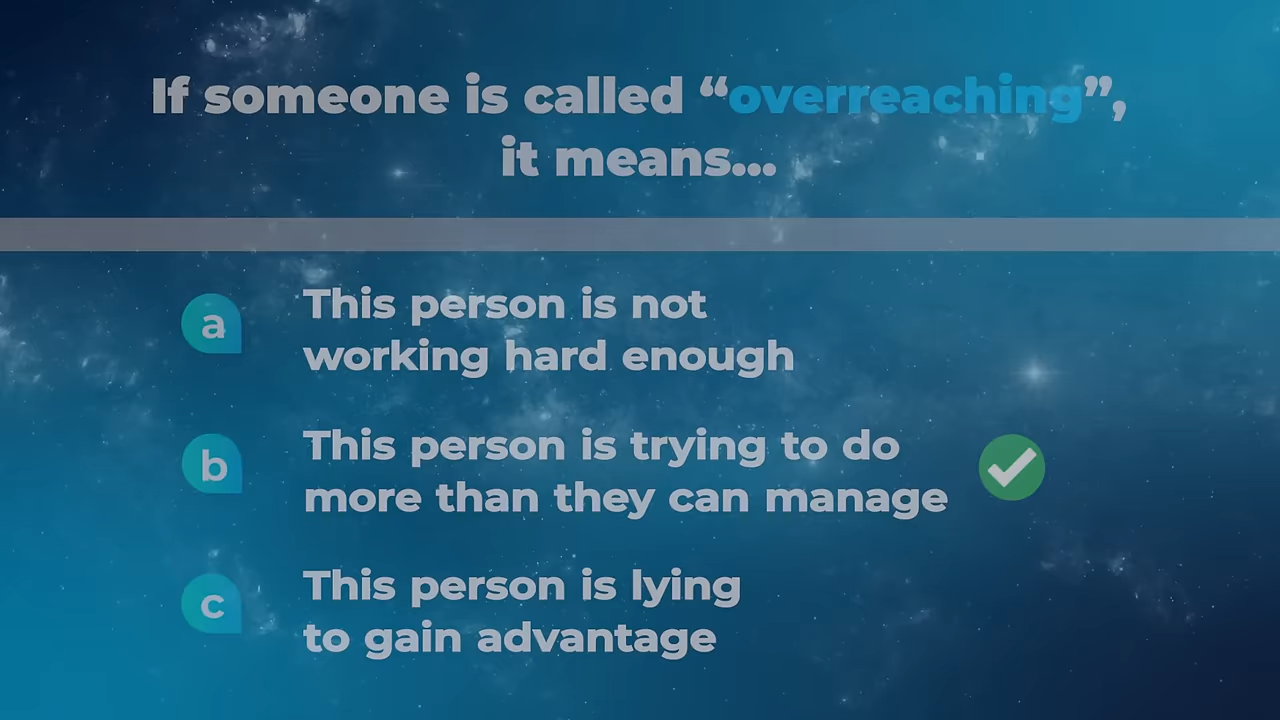 If someone is called “overreaching”,
it means...
a
This person is not
working hard enough
b
This person is trying to do
more than they can manage
c
This person is lying
to gain advantage